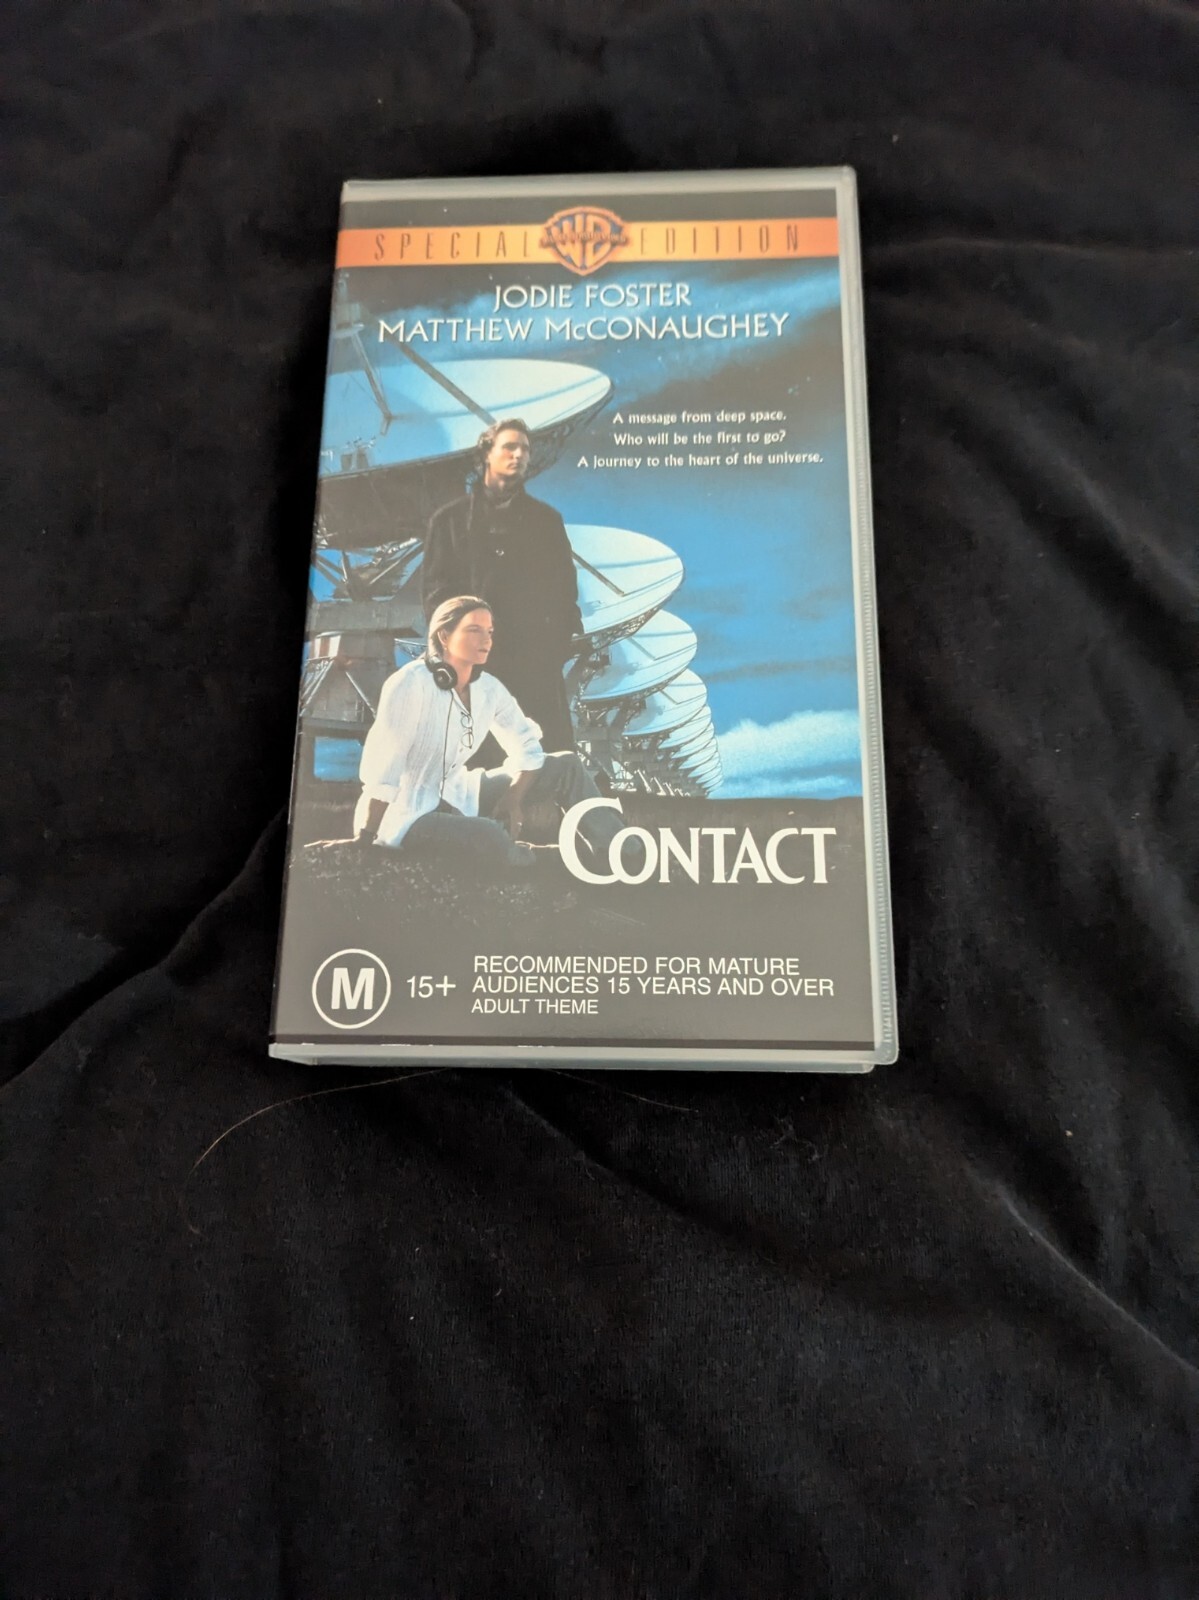 SPECIAL WB EDITION
JODIE FOSTER
MATTHEW McCONAUGHEY
A message from deep space.
Who will be the first to go?
A journey to the heart of the universe.
CONTACT
M 15+ RECOMMENDED FOR MATURE
AUDIENCES 15 YEARS AND OVER
ADULT THEME